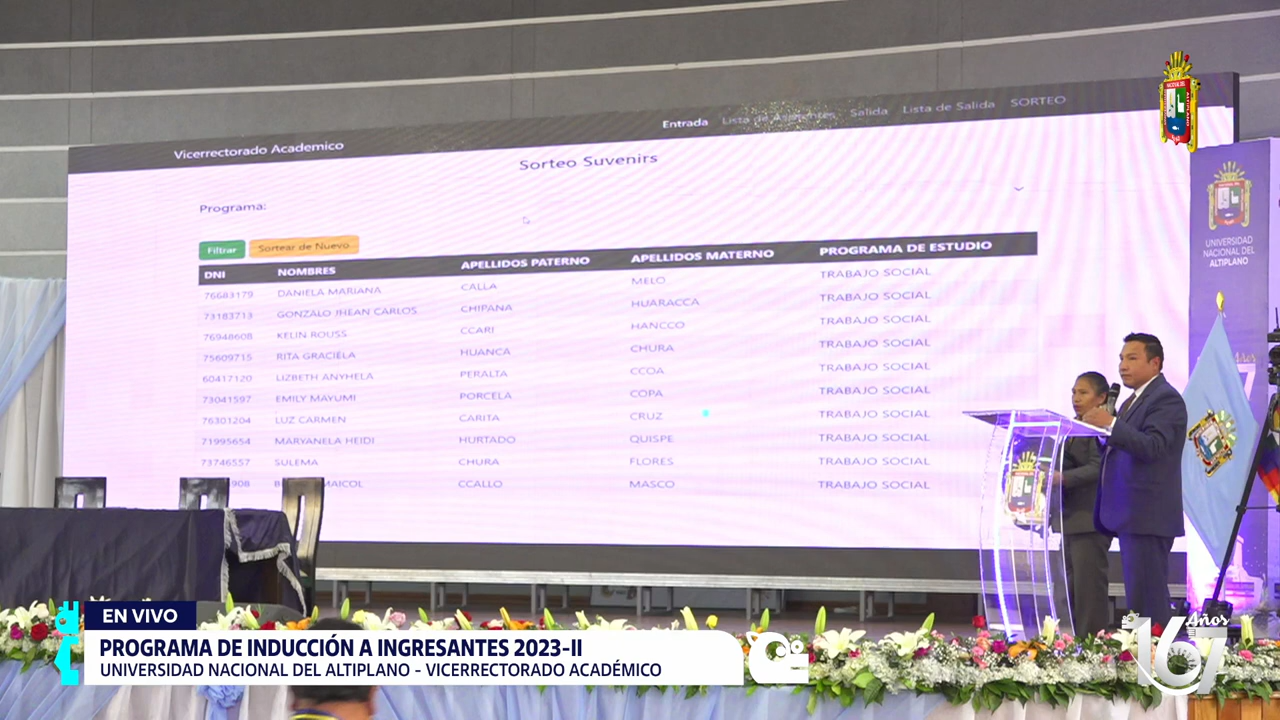 Vicerrectorado Academico
Entrada Lista de Asistentes Salida Lista de Salida SORTEO
Sorteo Suvenirs
Programa:
Filtrar Sortear de Nuevo
DNI NOMBRES APELLIDOS PATERNO APELLIDOS MATERNO PROGRAMA DE ESTUDIO
76683179 DANIELA MARIANA CALLA MELO TRABAJO SOCIAL
73183713 GONZALO JHEAN CARLOS CHIPANA HUARACCA TRABAJO SOCIAL
76948608 KELIN ROUSS CCARI HANCCO TRABAJO SOCIAL
75609715 RITA GRACIELA HUANCA CHURA TRABAJO SOCIAL
60417120 LIZBETH ANYHELA PERALTA CCOA TRABAJO SOCIAL
73041597 EMILY MAYUMI PORCELA COPA TRABAJO SOCIAL
76301204 LUZ CARMEN CARITA CRUZ TRABAJO SOCIAL
71995654 MARYANELA HEIDI HURTADO QUISPE TRABAJO SOCIAL
73746557 SULEMA CHURA FLORES TRABAJO SOCIAL
CCALLO MASCO TRABAJO SOCIAL
UNIVERSIDAD
NACIONAL DEL
ALTIPLANO
EN VIVO
PROGRAMA DE INDUCCIÓN A INGRESANTES 2023-II
UNIVERSIDAD NACIONAL DEL ALTIPLANO - VICERRECTORADO ACADÉMICO
167 Años